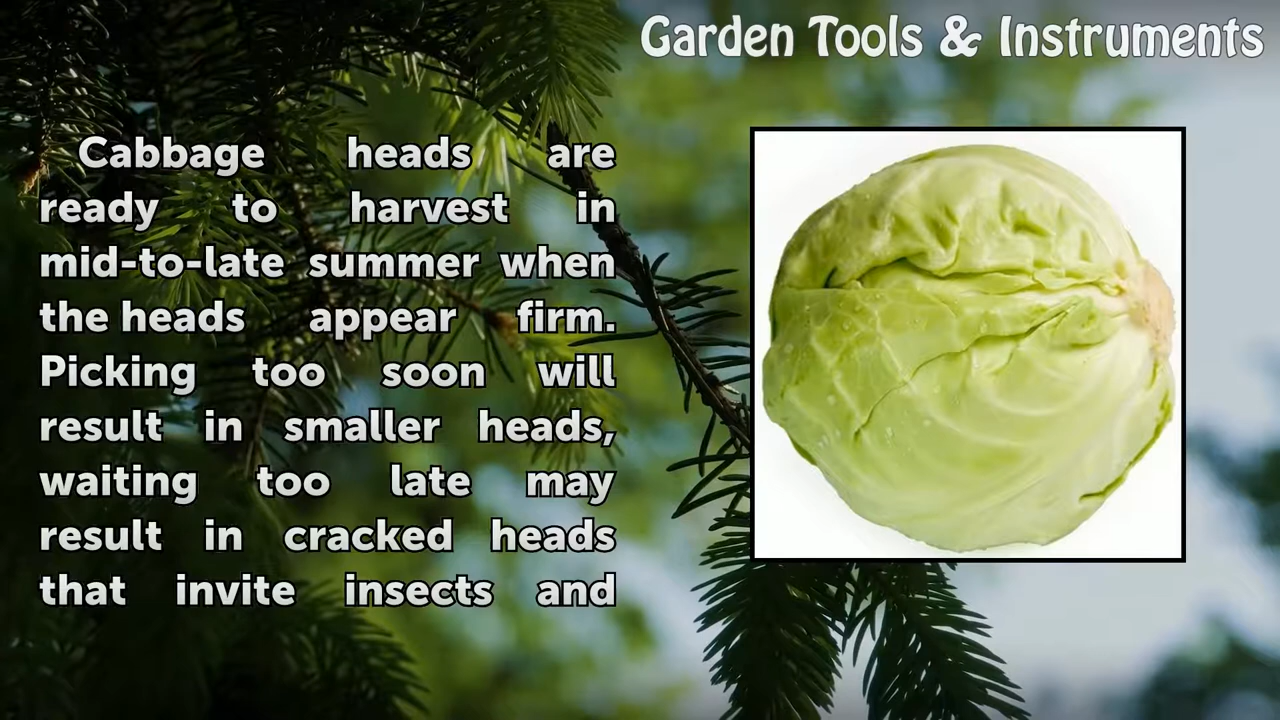 Garden Tools & Instruments
Cabbage heads are
ready to harvest in
mid-to-late summer when
the heads appear firm.
Picking too soon will
result in smaller heads,
waiting too late may
result in cracked heads
that invite insects and